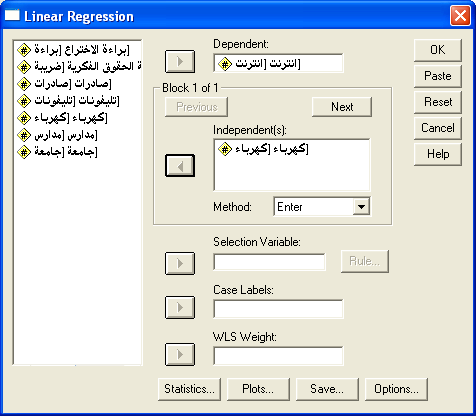 Linear Regression
براءة الاختراع [براءة]
ة الحقوق الفكرية [ضريبة
صادرات [صادرات]
تليفونات [تليفونات]
كهرباء [كهرباء]
مدارس [مدارس]
جامعة [جامعة]
Dependent:
انترنت [انترنت]
Block 1 of 1
Previous
Next
Independent(s):
كهرباء [كهرباء]
Method:
Enter
Selection Variable:
Rule...
Case Labels:
WLS Weight:
Statistics...
Plots...
Save...
Options...
OK
Paste
Reset
Cancel
Help